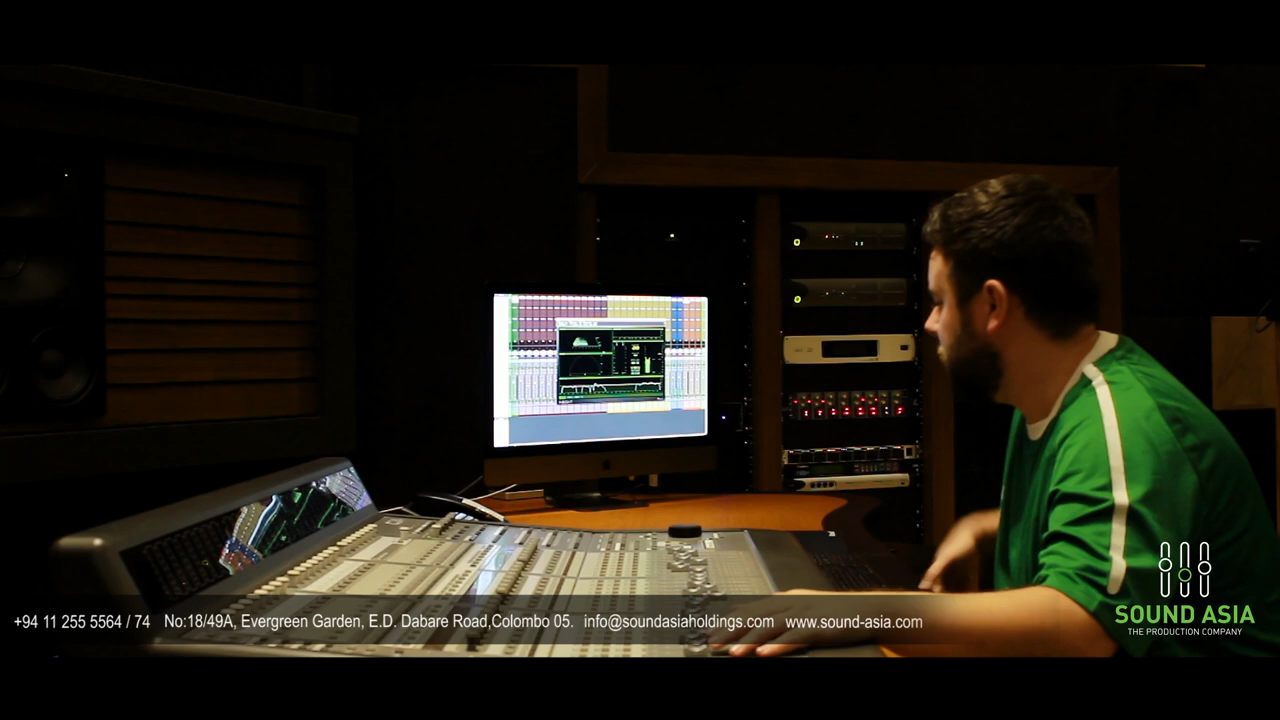 +94 11 255 5564 / 74 No:18/49A, Evergreen Garden, E.D. Dabare Road,Colombo 05. info@soundasiaholdings.com www.sound-asia.com
SOUND ASIA
THE PRODUCTION COMPANY